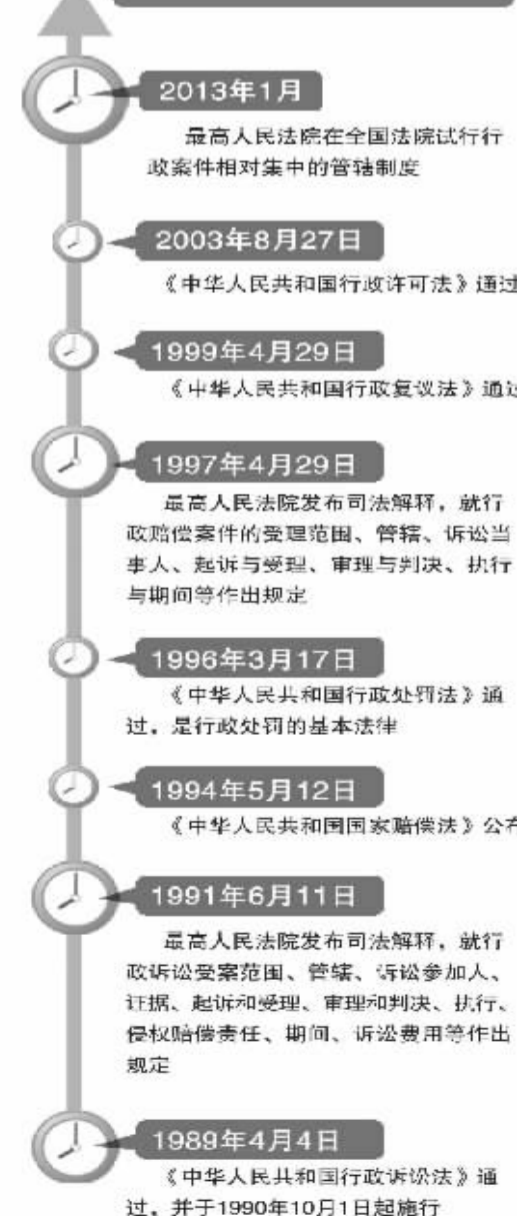 2013年1月
最高人民法院在全国法院试行行
政案件相对集中的管辖制度
2003年8月27日
《中华人民共和国行政许可法》通过
1999年4月29日
《中华人民共和国行政复议法》通过
1997年4月29日
最高人民法院发布司法解释，就行
政赔偿案件的受理范围、管辖、诉讼当
事人、起诉与受理、审理与判决、执行
与期间等作出规定
1996年3月17日
《中华人民共和国行政处罚法》通
过，是行政处罚的基本法律
1994年5月12日
《中华人民共和国国家赔偿法》公布
1991年6月11日
最高人民法院发布司法解释，就行
政诉讼受案范围、管辖、诉讼参加人、
证据、起诉和受理、审理和判决、执行、
侵权赔偿责任、期间、诉讼费用等作出
规定
1989年4月4日
《中华人民共和国行政诉讼法》通
过，并于1990年10月1日起施行